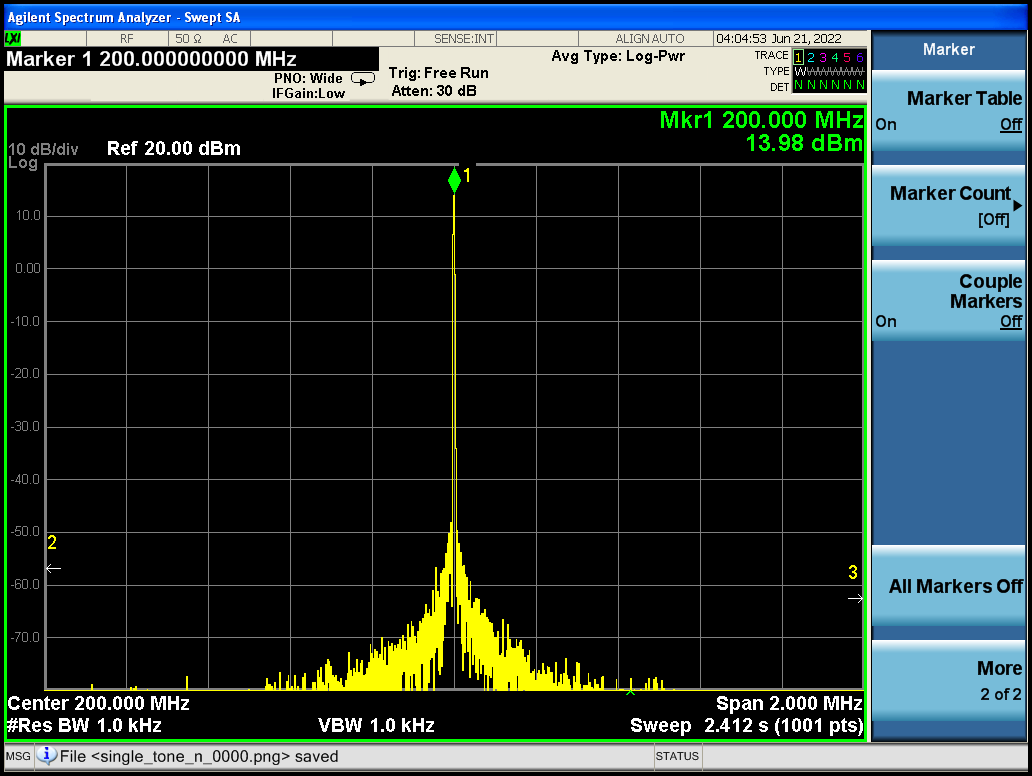 Agilent Spectrum Analyzer - Swept SA
LXI
RF
50 Ω
AC
SENSE:INT
ALIGN AUTO
04:04:53 Jun 21, 2022
Marker 1 200.000000000 MHz
PNO: Wide
IFGain:Low
Trig: Free Run
Atten: 30 dB
Avg Type: Log-Pwr
TRACE 1 2 3 4 5 6
TYPE W
DET N N N N N N
Mkr1 200.000 MHz
13.98 dBm
10 dB/div
Log
Ref 20.00 dBm
1
10.0
0.00
-10.0
-20.0
-30.0
-40.0
-50.0
2
3
-60.0
-70.0
Center 200.000 MHz
Span 2.000 MHz
#Res BW 1.0 kHz
VBW 1.0 kHz
Sweep 2.412 s (1001 pts)
MSG
File <single_tone_n_0000.png> saved
STATUS
Marker
Marker Table
On Off
Marker Count
[Off]
Couple
Markers
On Off
All Markers Off
More
2 of 2